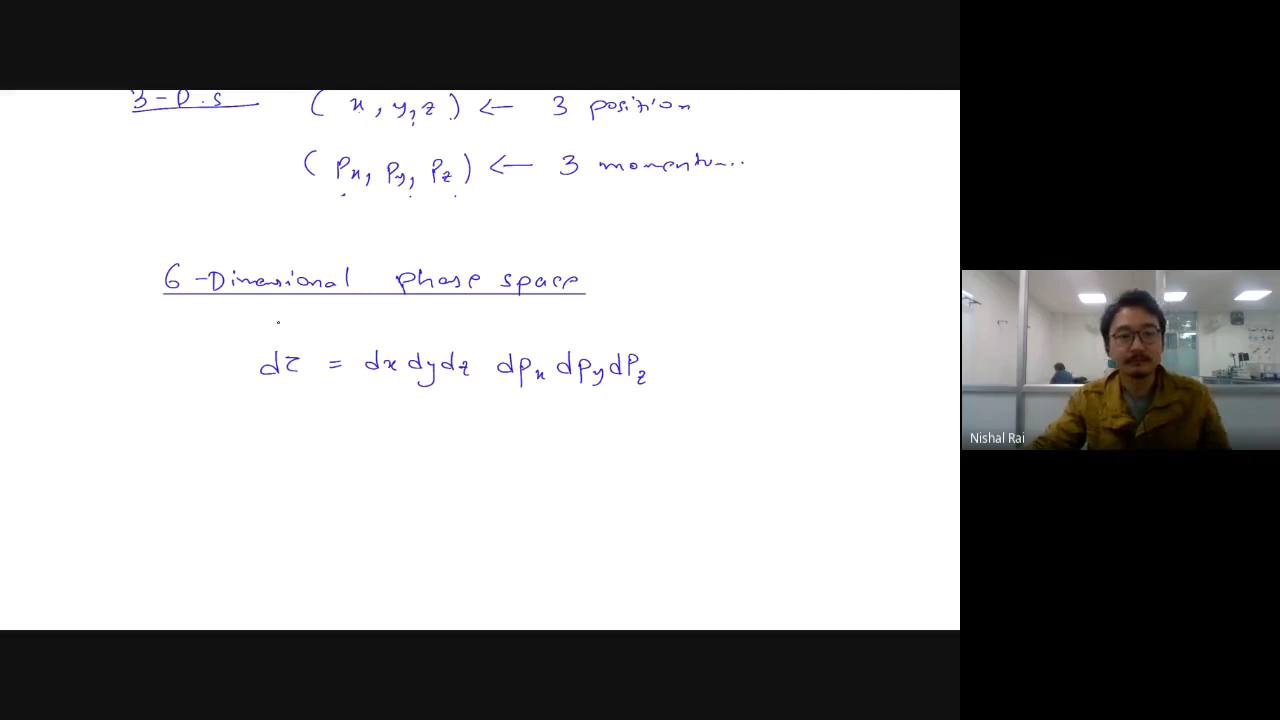 3-D.s (x, y, z) ← 3 position
(px, py, pz) ← 3 momentum..
6-Dimensional phase space
dτ = dx dy dz dpx dpy dpz
Nishal Rai